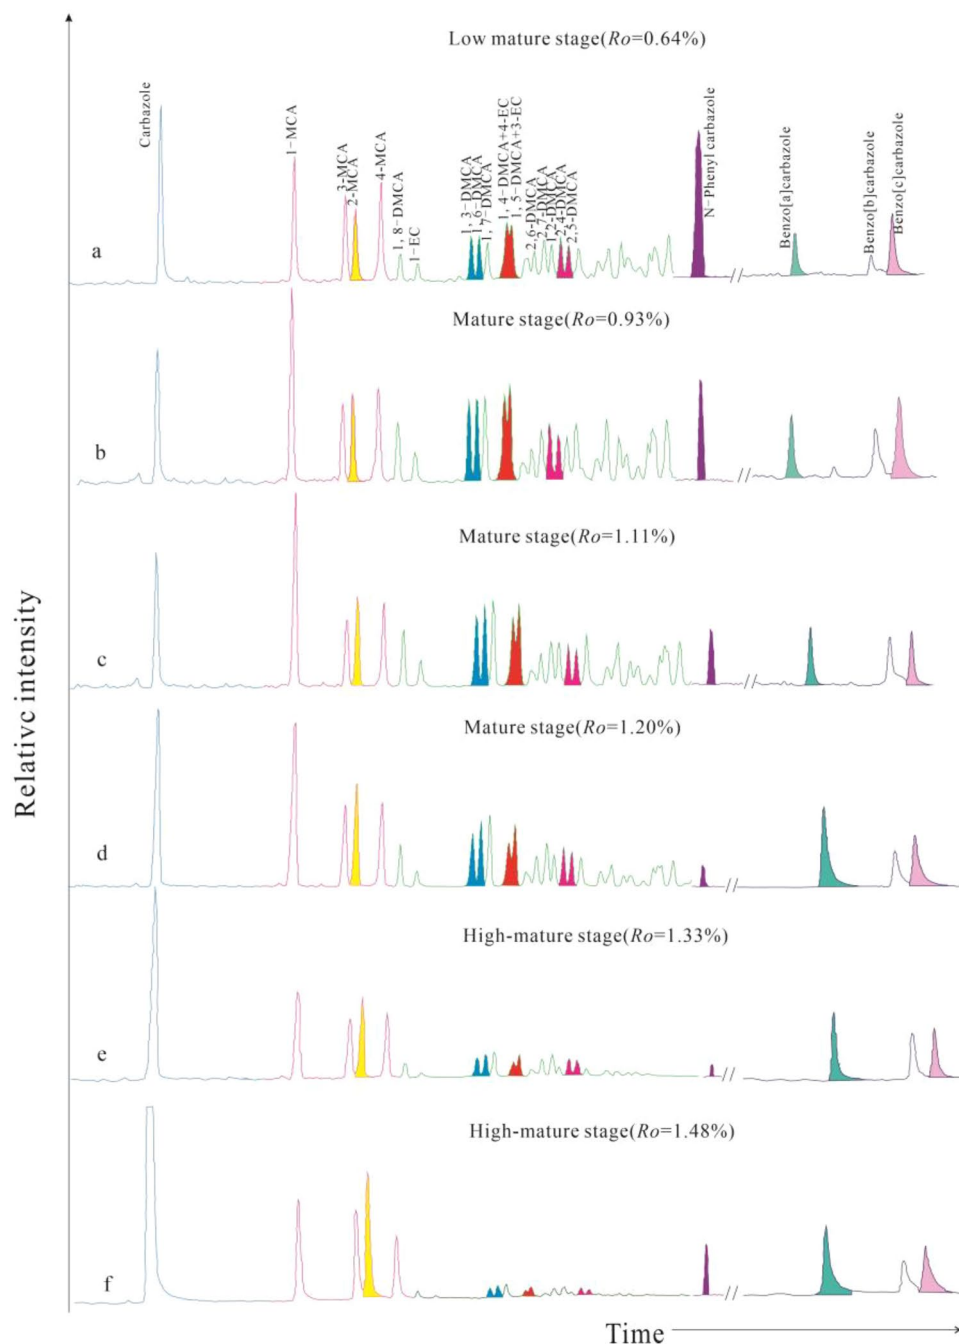 Low mature stage(Ro=0.64%)
Carbazole
1-MCA
3-MCA
2-MCA
4-MCA
1, 8-DMCA
1-EC
1, 3-DMCA
1, 6-DMCA
1, 7-DMCA
1, 4-DMCA+4-EC
1, 5-DMCA+3-EC
2,6-DMCA
2,7-DMCA
1,2-DMCA
2,4-DMCA
2,5-DMCA
N-Phenyl carbazole
Benzo[a]carbazole
Benzo[b]carbazole
Benzo[c]carbazole
a
//
Mature stage(Ro=0.93%)
b
//
Mature stage(Ro=1.11%)
c
//
Mature stage(Ro=1.20%)
d
//
High-mature stage(Ro=1.33%)
e
//
High-mature stage(Ro=1.48%)
f
//
Relativc intensity
Time